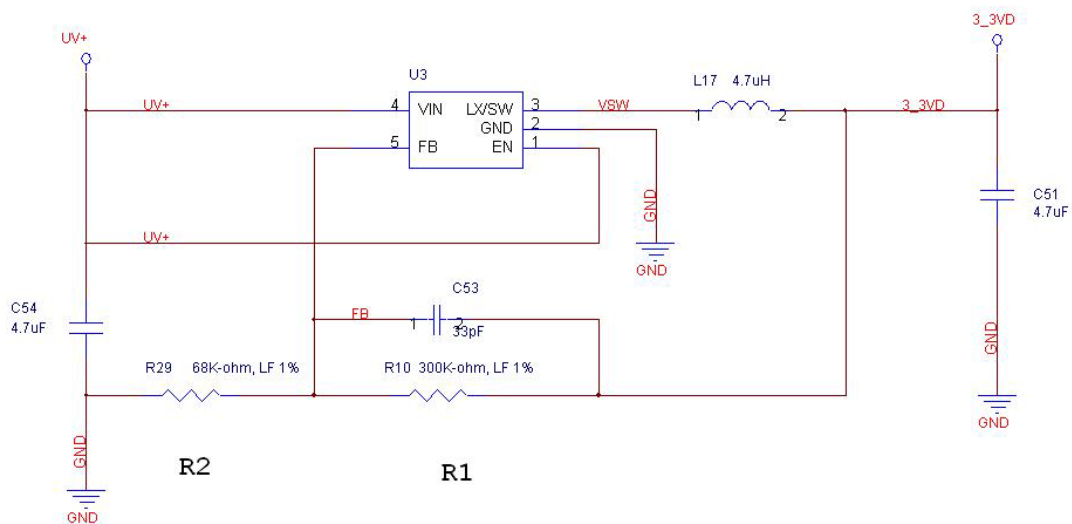 UV+
3_3VD
U3
L17 4.7uH
UV+ 4 VIN LX/SW 3 VSW 1 2 3_3VD
GND 2
5 FB EN 1
GND
C51
4.7uF
UV+
GND
C54
4.7uF
C53
FB 1 2
33pF
GND
R29 68K-ohm, LF 1% R10 300K-ohm, LF 1%
GND
GND
R2 R1
GND